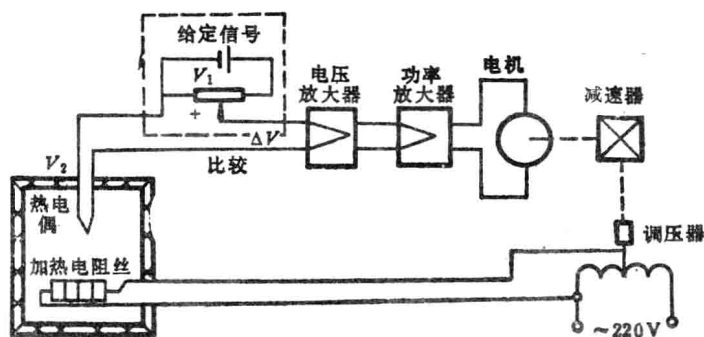 给定信号
V₁
+
电压
放大器
功率
放大器
电机
减速器
ΔV
比较
V₂
热电
偶
加热电阻丝
调压器
~220V